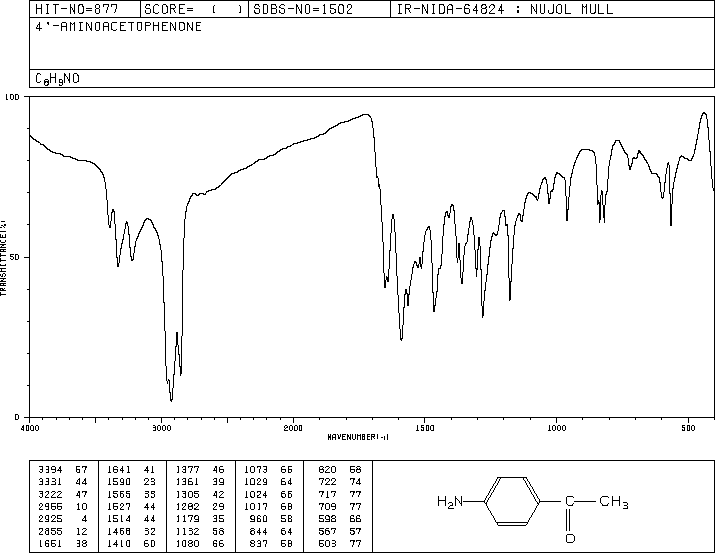 HIT-NO=877 SCORE= ( ) SDBS-NO=1502 IR-NIDA-64824 : NUJOL MULL
4'-AMINOACETOPHENONE
C8H9NO
100
50
0
TRANSMITTANCE(%)
4000 3000 2000 1500 1000 500
WAVENUMBER(-1)
3394 57 1641 41 1377 46 1073 66 820 58
3331 44 1590 23 1361 39 1029 64 722 74
3222 47 1565 35 1305 42 1024 66 717 77
2955 10 1527 44 1282 29 1017 68 709 77
2925 4 1514 44 1179 35 960 58 598 66
2855 12 1468 32 1132 58 844 64 567 57
1651 38 1410 60 1080 66 837 58 503 77
H2N C CH3
O